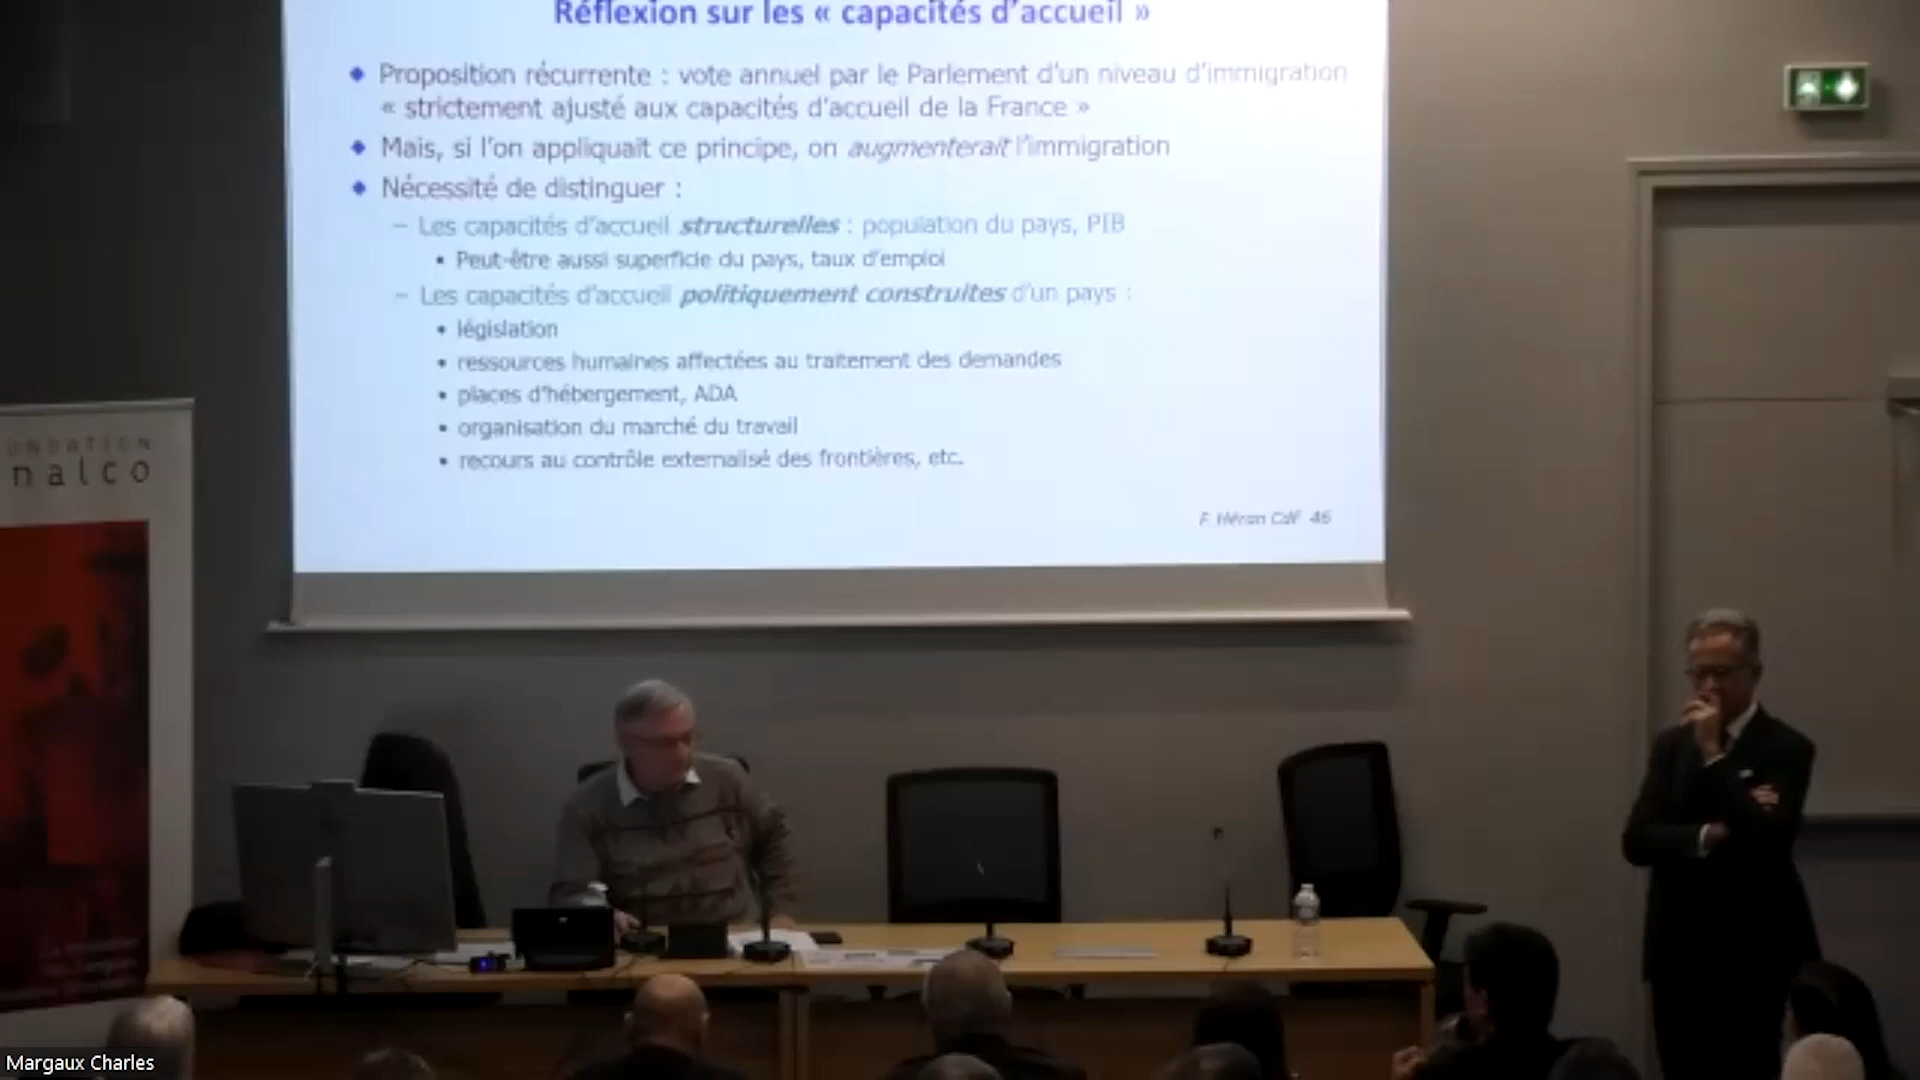 Réflexion sur les « capacités d'accueil »
Proposition récurrente : vote annuel par le Parlement d'un niveau d'immigration
« strictement ajusté aux capacités d'accueil de la France »
Mais, si l'on appliquait ce principe, on augmenterait l'immigration
Nécessité de distinguer :
– Les capacités d'accueil structurelles : population du pays, PIB
• Peut-être aussi superficie du pays, taux d'emploi
– Les capacités d'accueil politiquement construites d'un pays :
• législation
• ressources humaines affectées au traitement des demandes
• places d'hébergement, ADA
• organisation du marché du travail
• recours au contrôle externalisé des frontières, etc.
F. Héran CdF 46
ONDATION
nalco
Margaux Charles